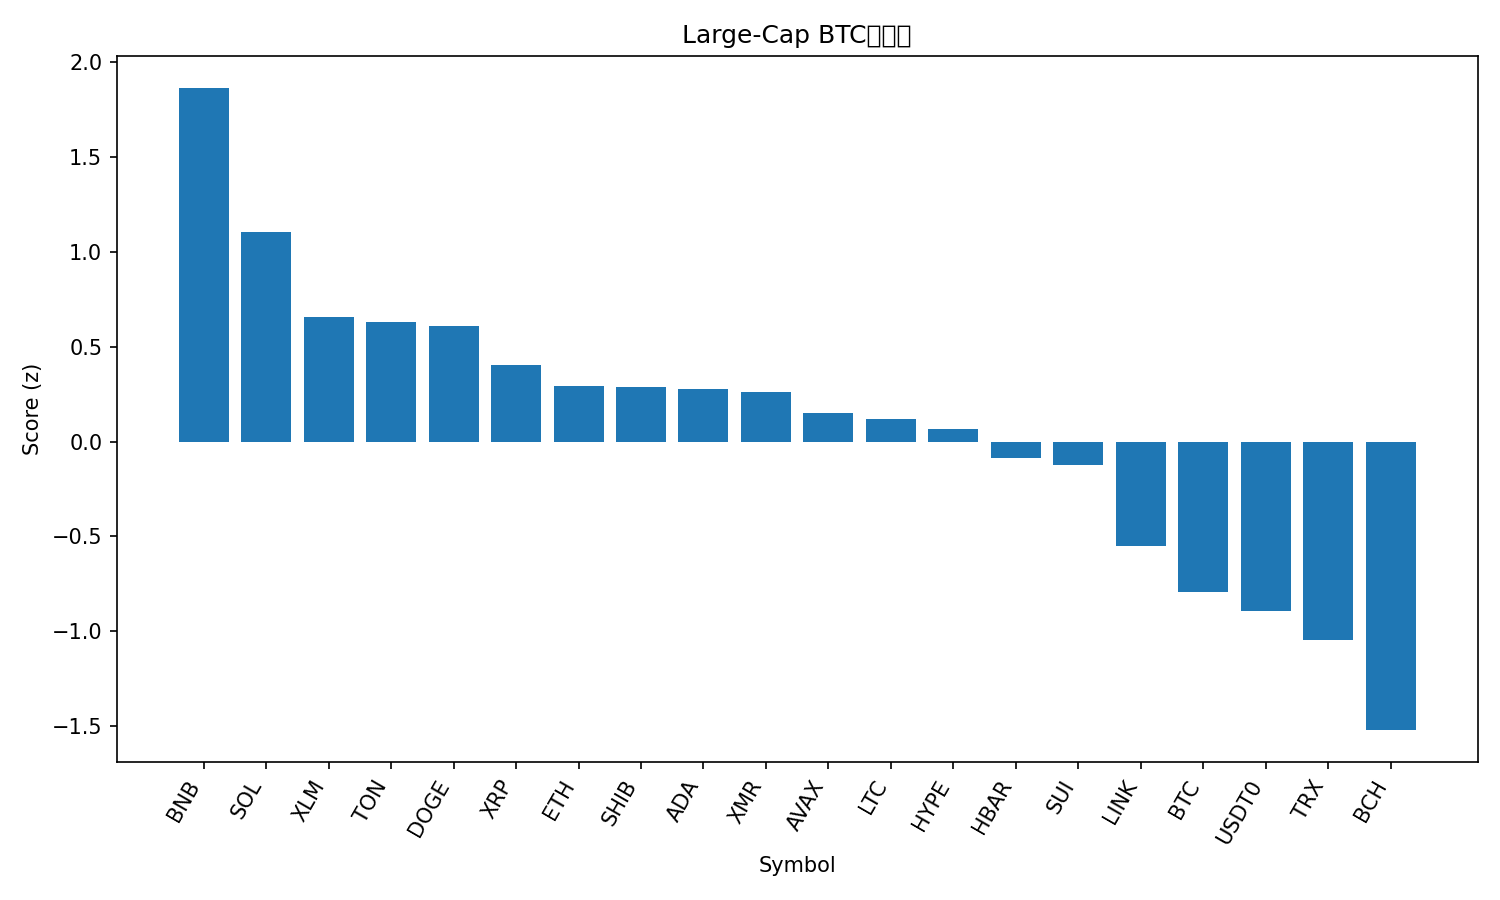 Large-Cap BTC
2.0
1.5
1.0
0.5
0.0
−0.5
−1.0
−1.5
Score (z)
BNB
SOL
XLM
TON
DOGE
XRP
ETH
SHIB
ADA
XMR
AVAX
LTC
HYPE
HBAR
SUI
LINK
BTC
USDT0
TRX
BCH
Symbol